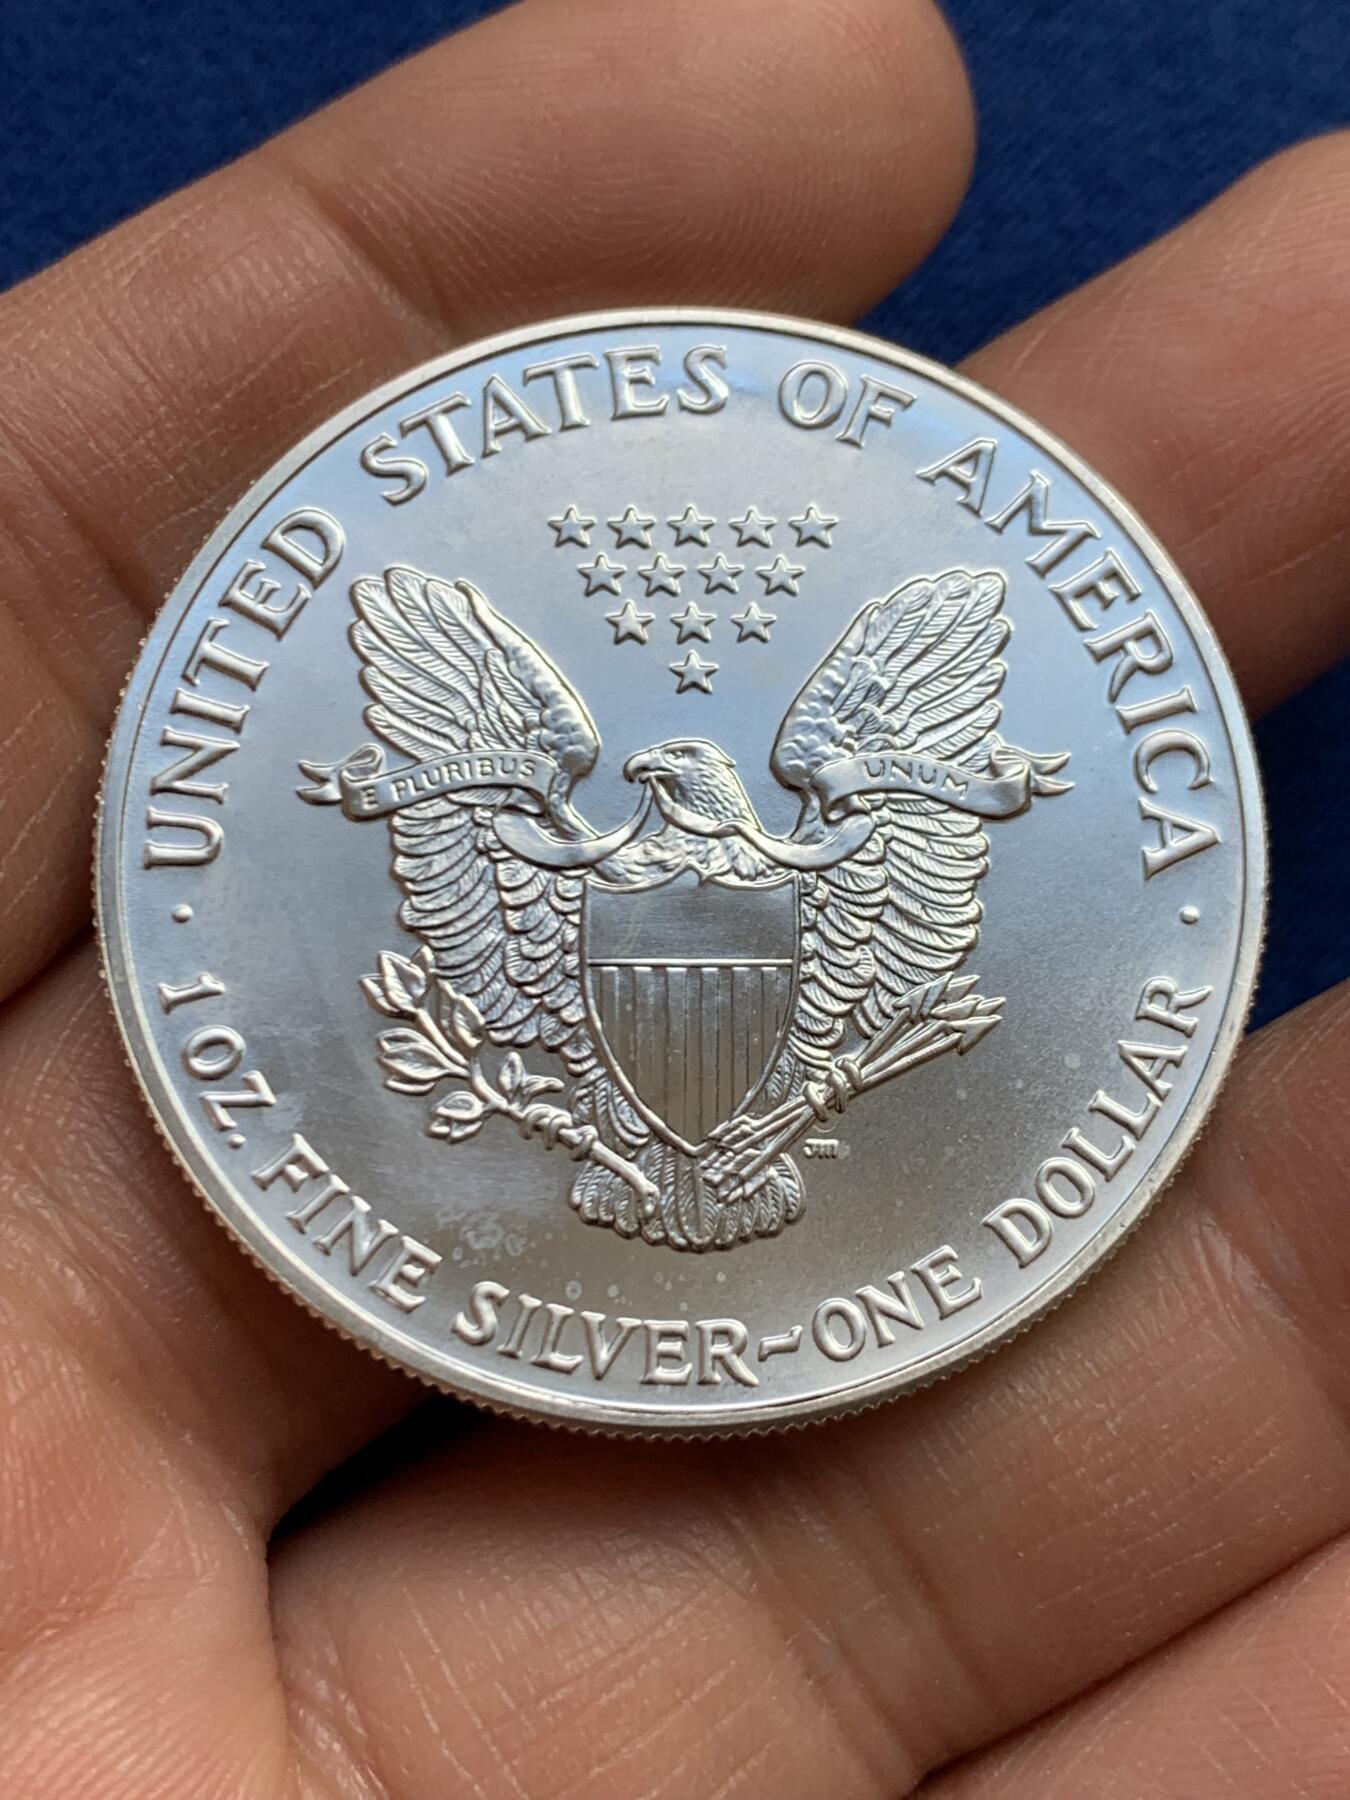 UNITED STATES OF AMERICA
E PLURIBUS UNUM
JM
· 1 OZ. FINE SILVER~ONE DOLLAR ·